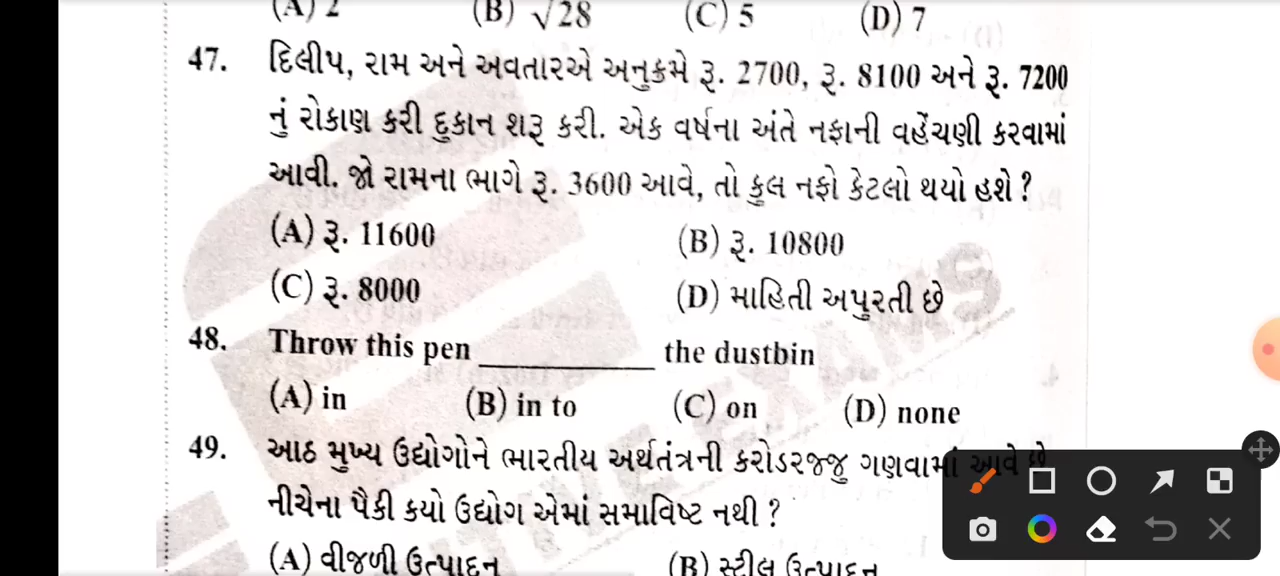 (A) 2 (B) √28 (C) 5 (D) 7
47. દિલીપ, રામ અને અવતારએ અનુક્રમે રૂ. 2700, રૂ. 8100 અને રૂ. 7200
નું રોકાણ કરી દુકાન શરૂ કરી. એક વર્ષના અંતે નફાની વહેંચણી કરવામાં
આવી. જો રામના ભાગે રૂ. 3600 આવે, તો કુલ નફો કેટલો થયો હશે ?
(A) રૂ. 11600 (B) રૂ. 10800
(C) રૂ. 8000 (D) માહિતી અપુરતી છે
48. Throw this pen __________ the dustbin
(A) in (B) in to (C) on (D) none
49. આઠ મુખ્ય ઉદ્યોગોને ભારતીય અર્થતંત્રની કરોડરજ્જુ ગણવામાં આવે છે
નીચેના પૈકી કયો ઉદ્યોગ એમાં સમાવિષ્ટ નથી ?
(A) વીજળી ઉત્પાદન (B) સ્ટીલ ઉત્પાદન